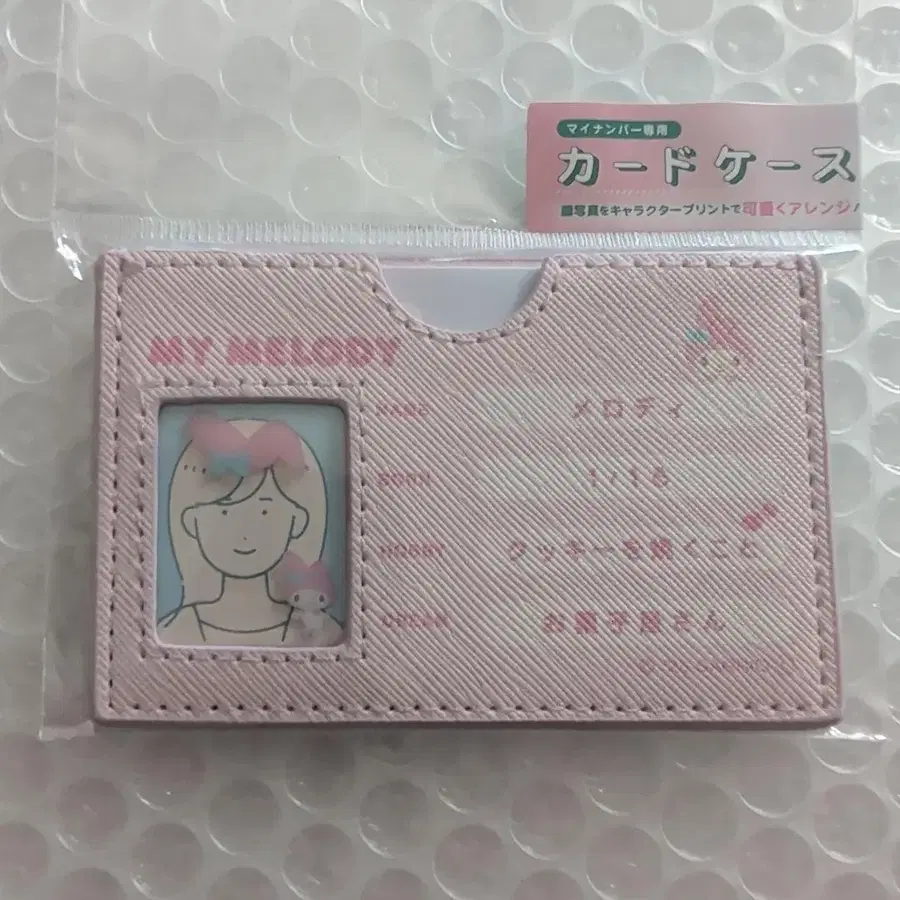 マイナンバー専用
カードケース
顔写真をキャラクタープリントで可愛くアレンジ!
MY MELODY
NAME メロディ
BORN 1/18
HOBBY クッキーを焼くこと
DREAM お菓子屋さん